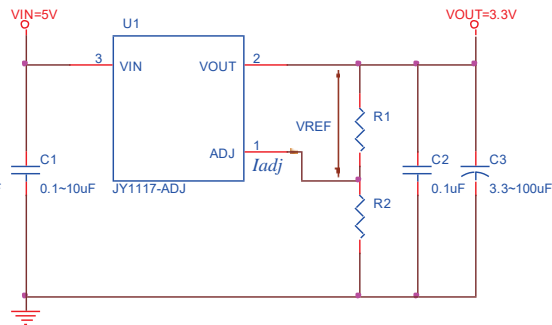 VIN=5V
U1
VOUT=3.3V
3
VIN
VOUT
2
R1
VREF
1
ADJ
Iadj
C1
C2
C3
0.1~10uF
JY1117-ADJ
0.1uF
3.3~100uF
R2